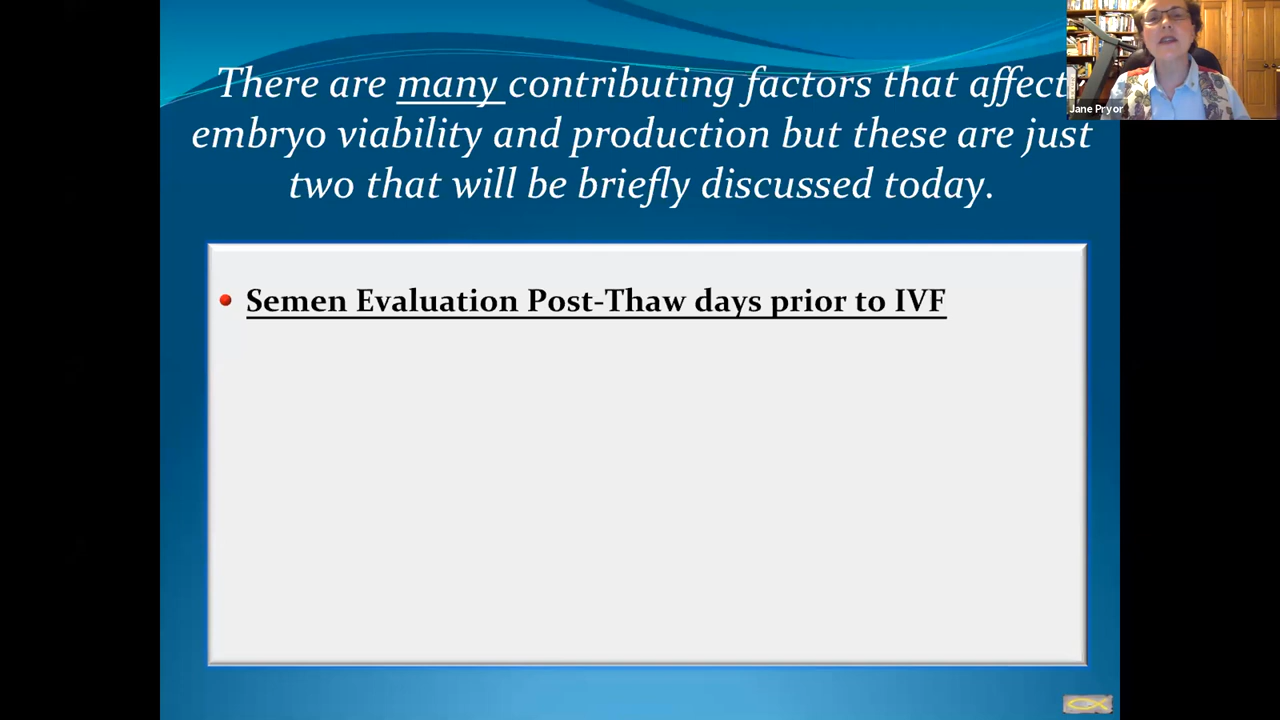 There are many contributing factors that affect
embryo viability and production but these are just
two that will be briefly discussed today.
Jane Pryor
Semen Evaluation Post-Thaw days prior to IVF